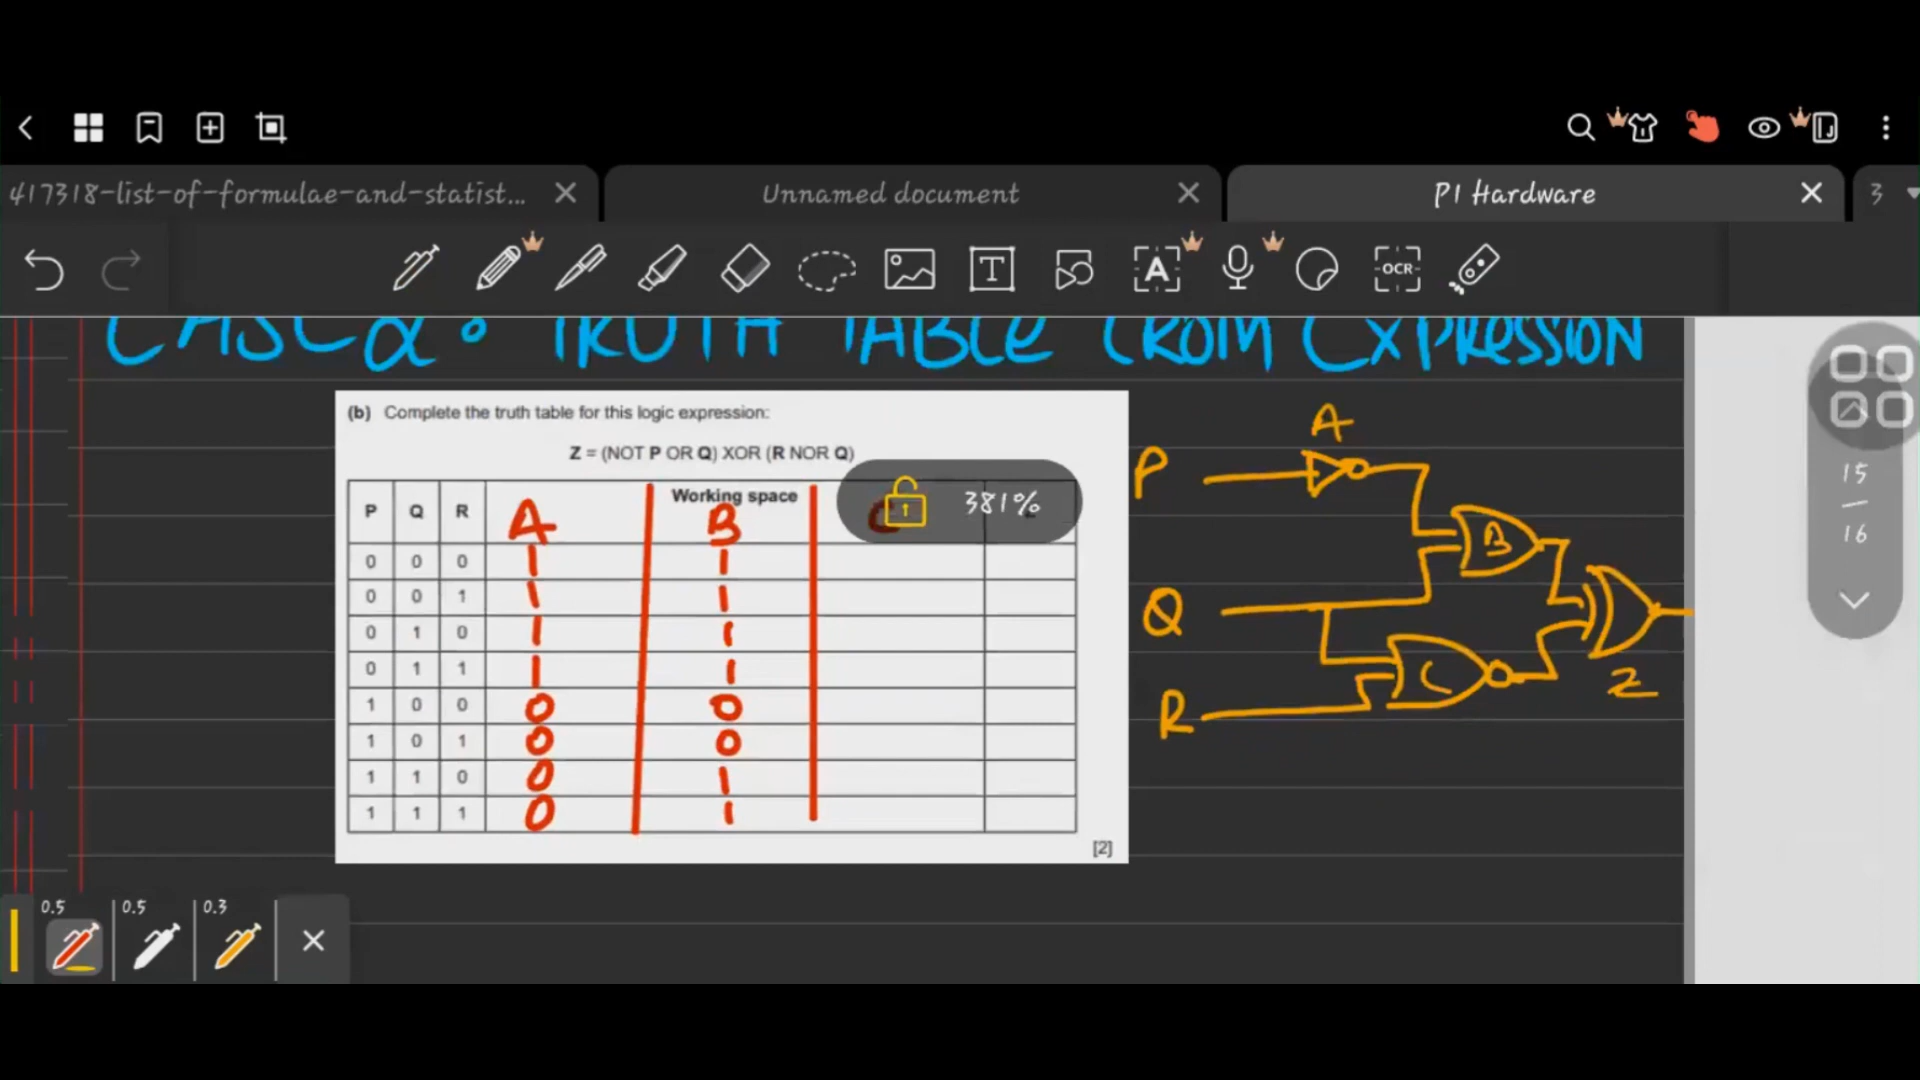 417318-list-of-formulae-and-statist...
Unnamed document
P1 Hardware
3
T
A
OCR
TRUTH TABLE FROM EXPRESSION
(b) Complete the truth table for this logic expression:
Z = (NOT P OR Q) XOR (R NOR Q)
381%
Working space
P Q R A B
0 0 0 1 1
0 0 1 1 1
0 1 0 1 1
0 1 1 1 1
1 0 0 0 0
1 0 1 0 0
1 1 0 0 1
1 1 1 0 1
[2]
A
P
B
Q
C
Z
R
15
16
0.5 0.5 0.3